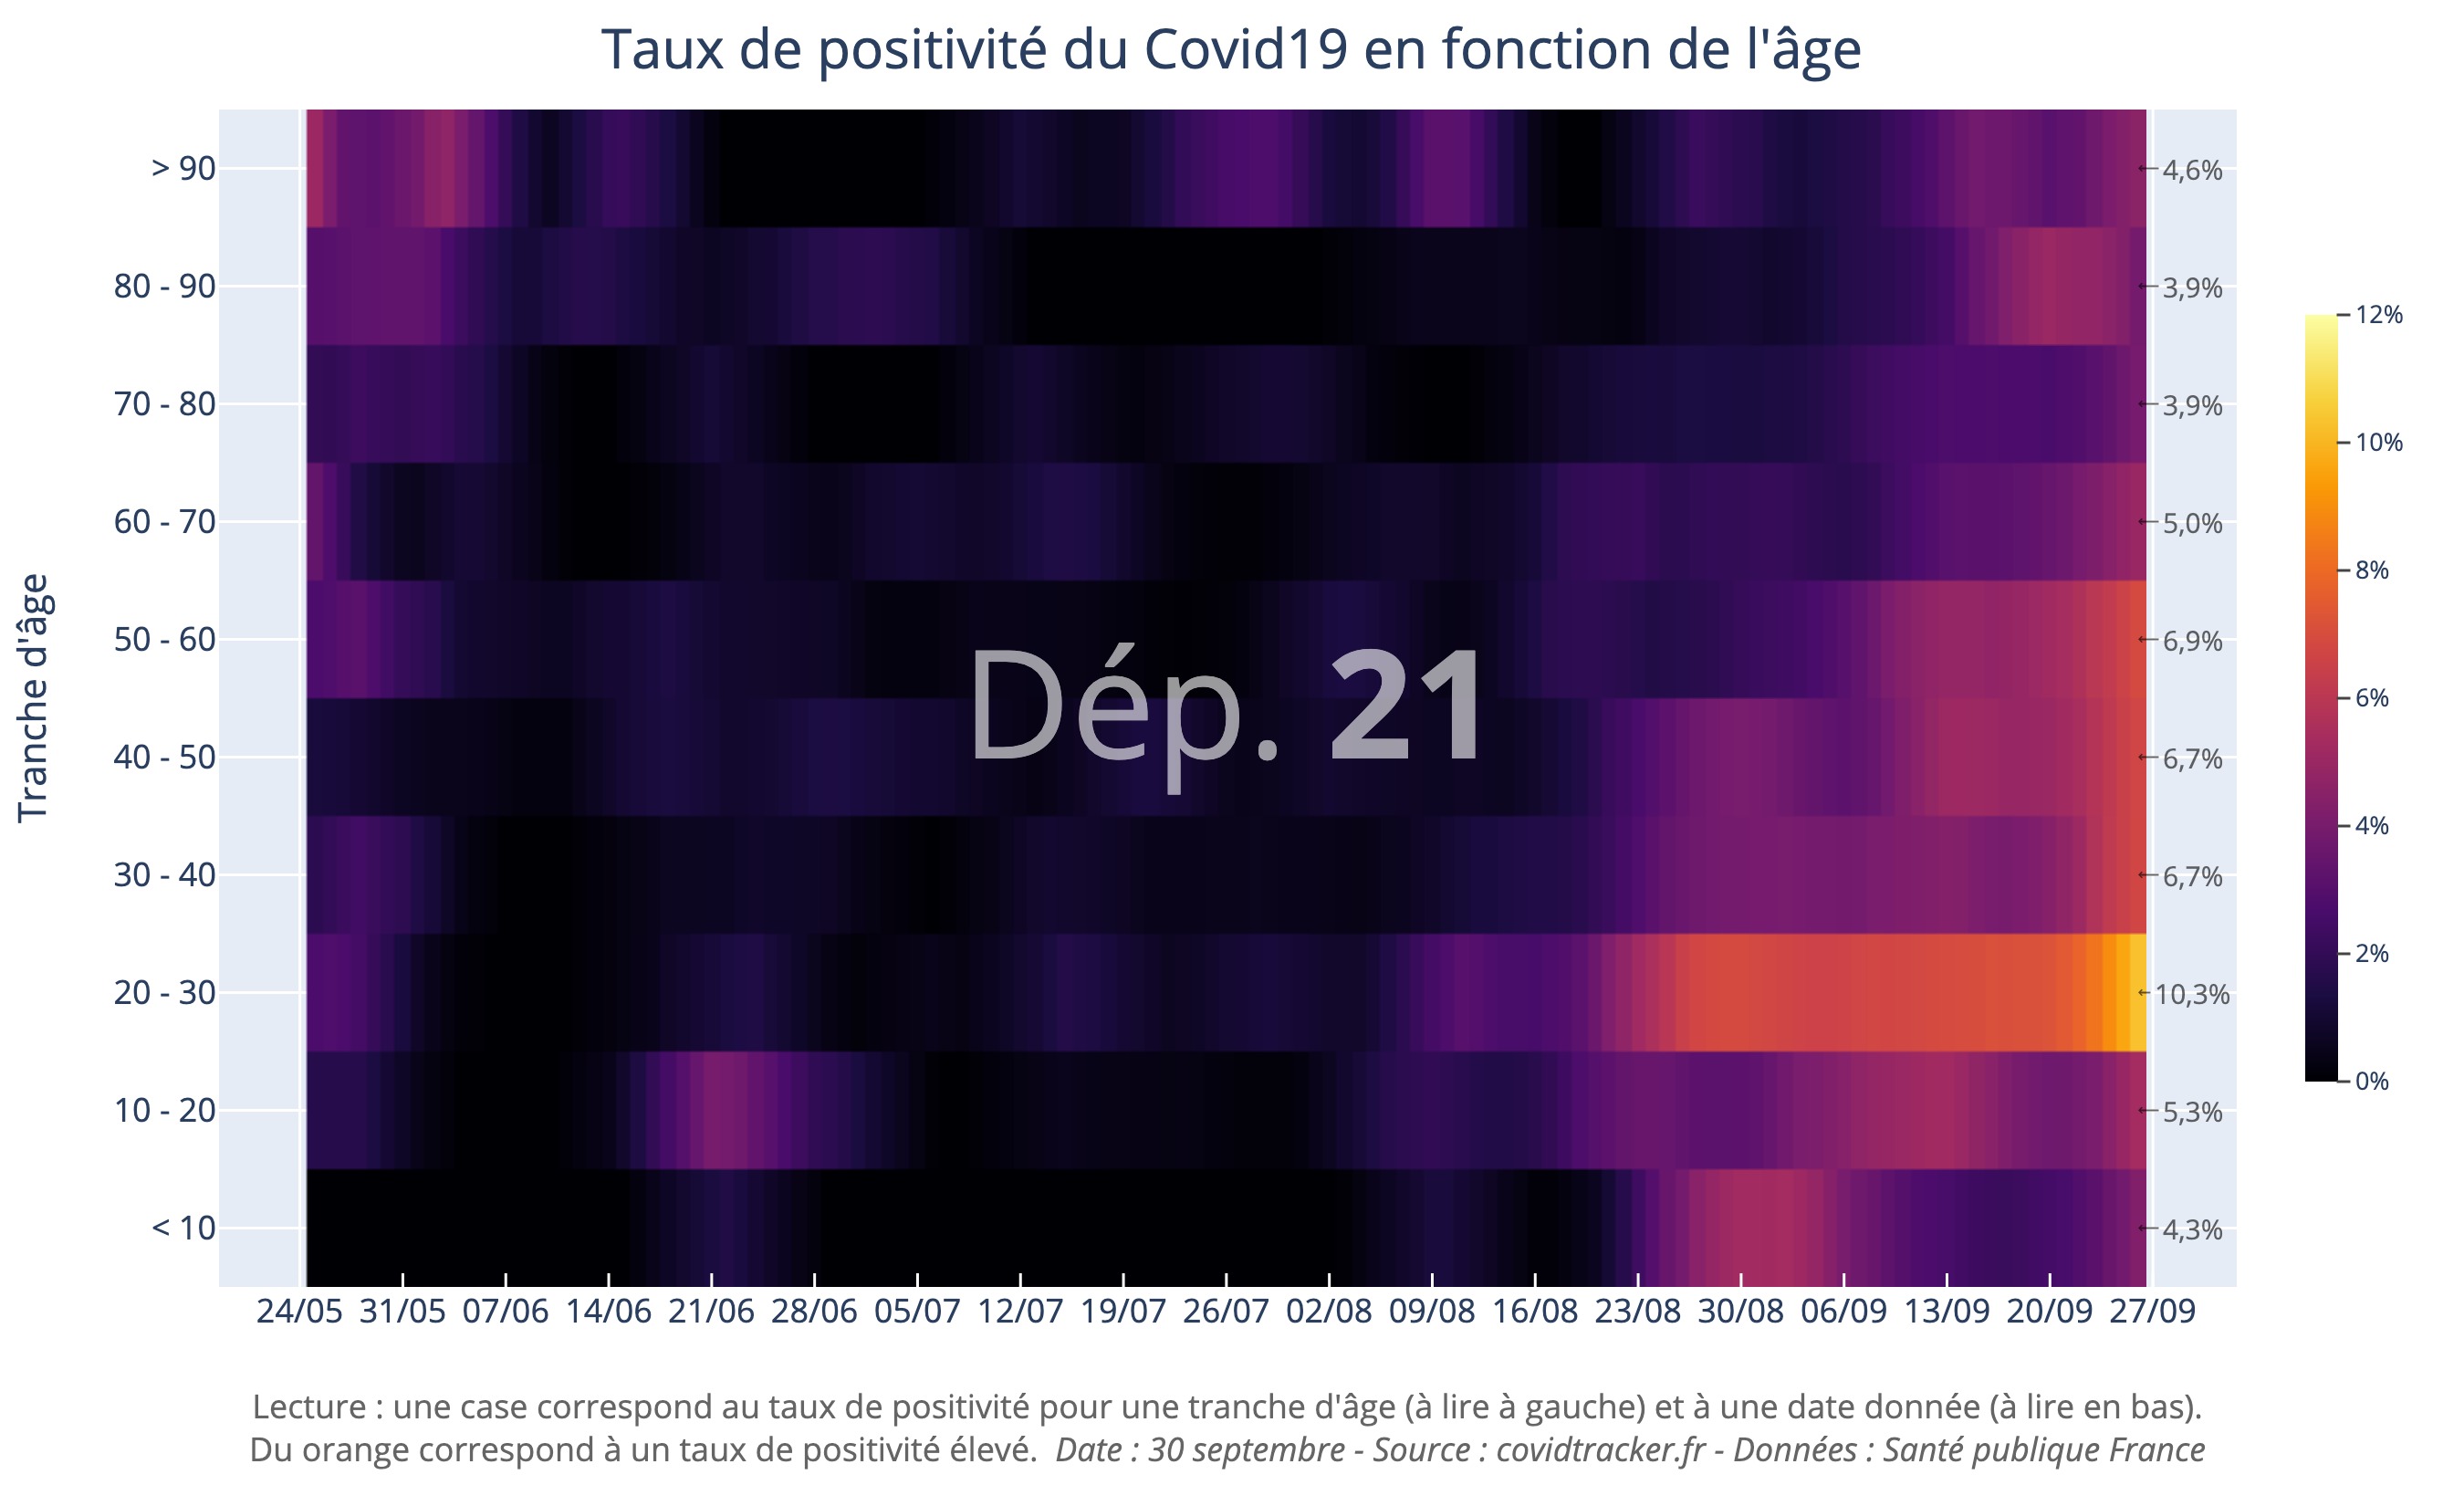 Taux de positivité du Covid19 en fonction de l'âge
Tranche d'âge
> 90
80 - 90
70 - 80
60 - 70
50 - 60
40 - 50
30 - 40
20 - 30
10 - 20
< 10
Dép. 21
4,6%
3,9%
3,9%
5,0%
6,9%
6,7%
6,7%
10,3%
5,3%
4,3%
12%
10%
8%
6%
4%
2%
0%
24/05 31/05 07/06 14/06 21/06 28/06 05/07 12/07 19/07 26/07 02/08 09/08 16/08 23/08 30/08 06/09 13/09 20/09 27/09
Lecture : une case correspond au taux de positivité pour une tranche d'âge (à lire à gauche) et à une date donnée (à lire en bas).
Du orange correspond à un taux de positivité élevé. Date : 30 septembre - Source : covidtracker.fr - Données : Santé publique France